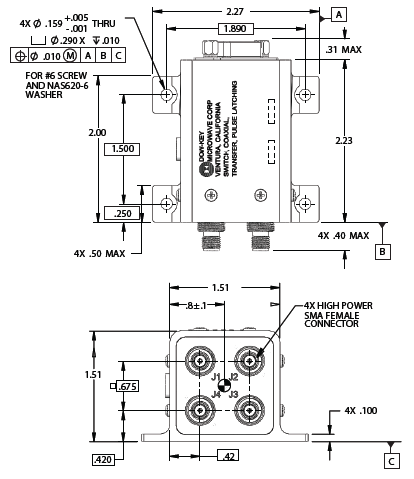 2.27
A
4X Ø .159 +.005 -.001 THRU
⌴ Ø.290 X ↧.010
1.890
.31 MAX
⌖ Ø .010 Ⓜ A B C
FOR #6 SCREW
AND NAS620-6
WASHER
DOW-KEY
MICROWAVE CORP
VENTURA, CALIFORNIA
SWITCH, COAXIAL,
TRANSFER, PULSE LATCHING
2.00
1.500
2.23
.250
4X .50 MAX
4X .40 MAX
B
1.51
.8±.1
4X HIGH POWER
SMA FEMALE
CONNECTOR
1.51
J1 J2
□.675
J4 J3
4X .100
.420
.42
C